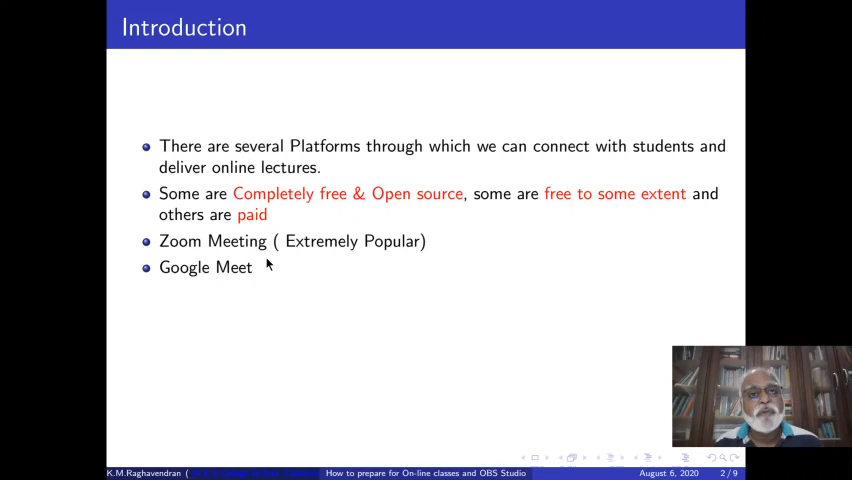 Introduction
There are several Platforms through which we can connect with students and
deliver online lectures.
Some are Completely free & Open source, some are free to some extent and
others are paid
Zoom Meeting ( Extremely Popular)
Google Meet
K.M.Raghavendran ( How to prepare for On-line classes and OBS Studio August 6, 2020 2 / 9